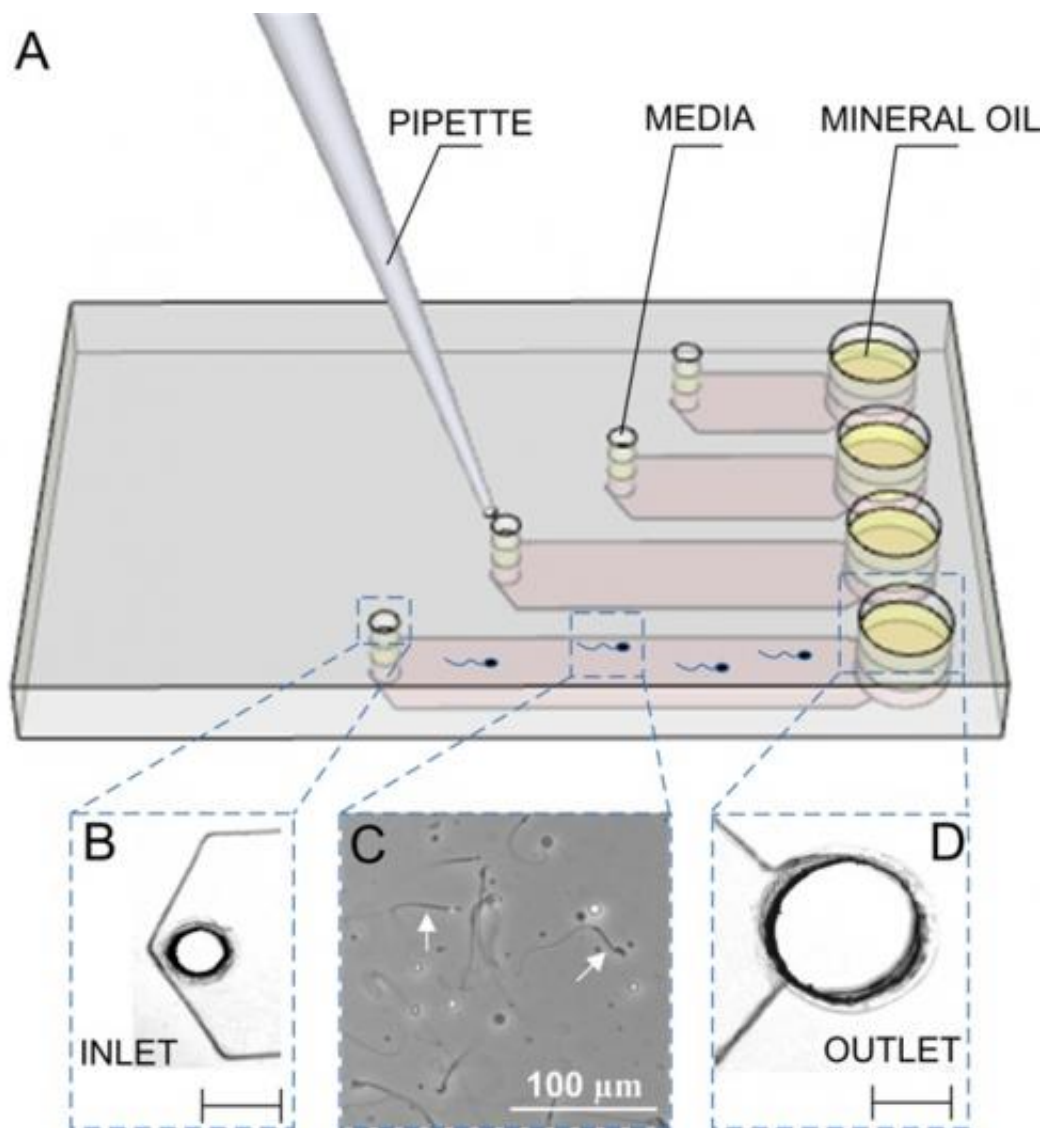 A
PIPETTE
MEDIA
MINERAL OIL
B
C
D
INLET
100 µm
OUTLET